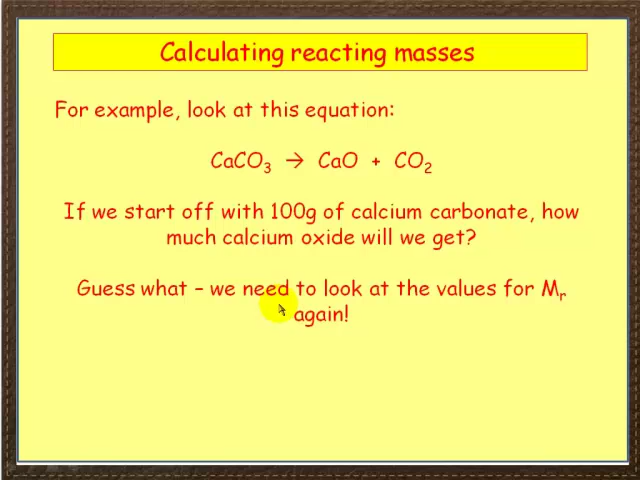 Calculating reacting masses
For example, look at this equation:
CaCO₃ → CaO + CO₂
If we start off with 100g of calcium carbonate, how
much calcium oxide will we get?
Guess what – we need to look at the values for Mᵣ
again!